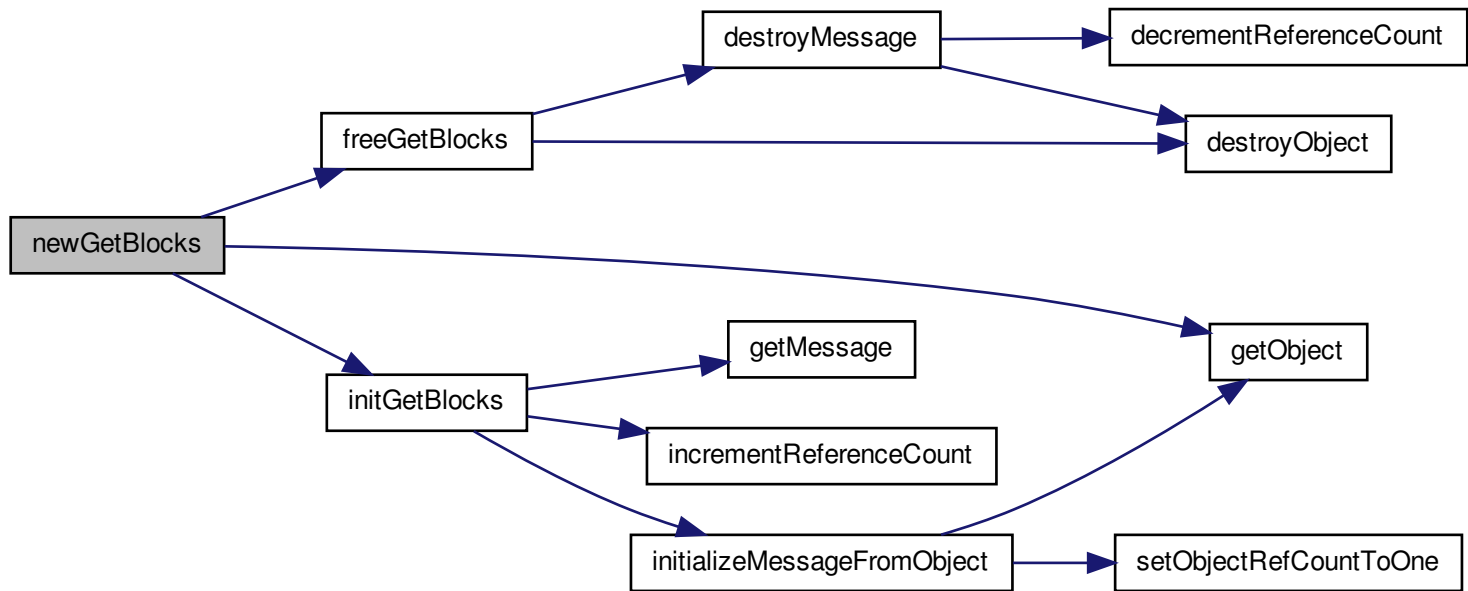 destroyMessage
decrementReferenceCount
freeGetBlocks
destroyObject
newGetBlocks
getMessage
getObject
initGetBlocks
incrementReferenceCount
initializeMessageFromObject
setObjectRefCountToOne